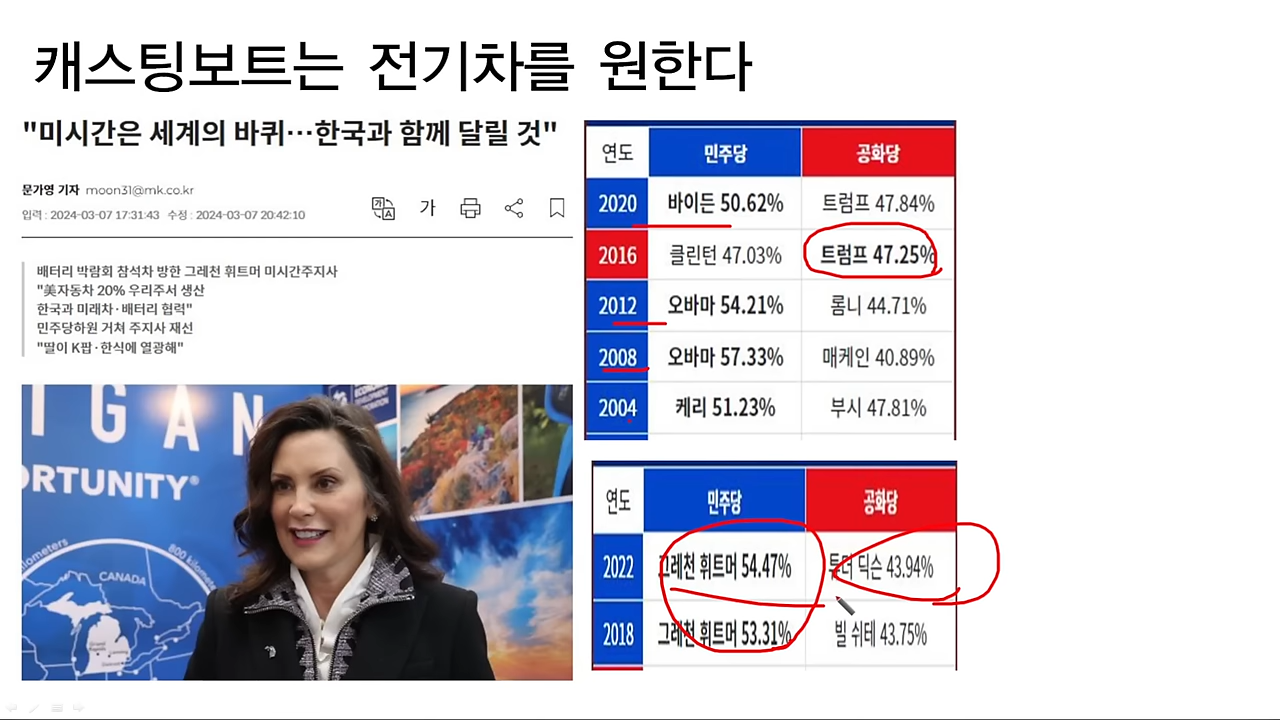 캐스팅보트는 전기차를 원한다
"미시간은 세계의 바퀴…한국과 함께 달릴 것"
문가영 기자 moon31@mk.co.kr
입력 : 2024-03-07 17:31:43 수정 : 2024-03-07 20:42:10
가
배터리 박람회 참석차 방한 그레천 휘트머 미시간주지사
"美자동차 20% 우리주서 생산
한국과 미래차·배터리 협력"
민주당하원 거쳐 주지사 재선
"딸이 K팝·한식에 열광해"
IGAN
ORTUNITY®
CANADA
연도 민주당 공화당
2020 바이든 50.62% 트럼프 47.84%
2016 클린턴 47.03% 트럼프 47.25%
2012 오바마 54.21% 롬니 44.71%
2008 오바마 57.33% 매케인 40.89%
2004 케리 51.23% 부시 47.81%
연도 민주당 공화당
2022 그레천 휘트머 54.47% 투더 딕슨 43.94%
2018 그레천 휘트머 53.31% 빌 쉬테 43.75%